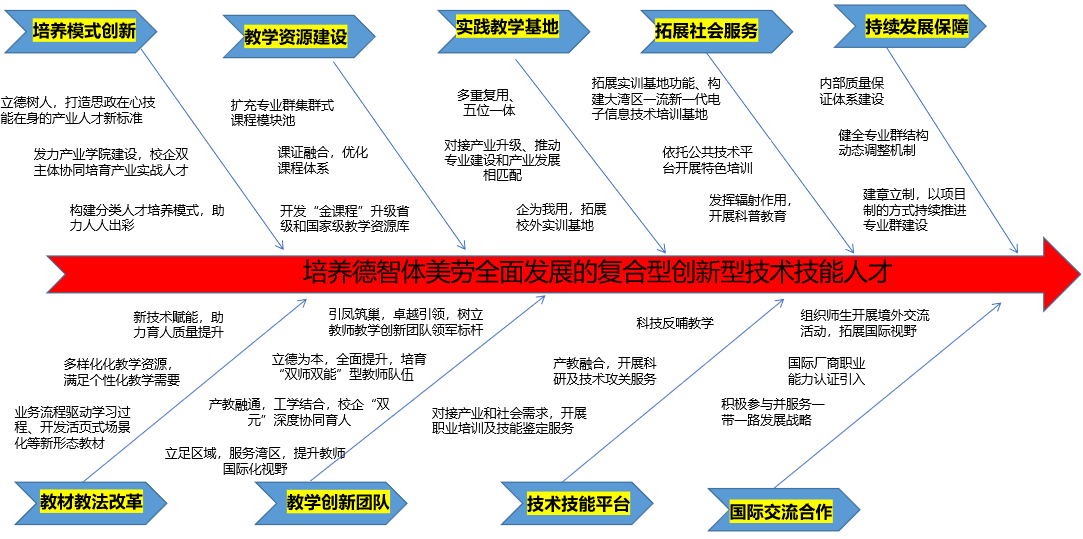 培养模式创新
教学资源建设
实践教学基地
拓展社会服务
持续发展保障
立德树人，打造思政在心技
能在身的产业人才新标准
发力产业学院建设，校企双
主体协同培育产业实战人才
构建分类人才培养模式，助
力人人出彩
扩充专业群集群式
课程模块池
课证融合，优化
课程体系
开发“金课程”升级省
级和国家级教学资源库
多重复用、
五位一体
对接产业升级、推动
专业建设和产业发展
相匹配
企为我用，拓展
校外实训基地
拓展实训基地功能、构
建大湾区一流新一代电
子信息技术培训基地
依托公共技术平
台开展特色培训
发挥辐射作用，
开展科普教育
内部质量保
证体系建设
健全专业群结构
动态调整机制
建章立制，以项目
制的方式持续推进
专业群建设
培养德智体美劳全面发展的复合型创新型技术技能人才
新技术赋能，助
力育人质量提升
多样化化教学资源，
满足个性化教学需要
业务流程驱动学习过
程、开发活页式场景
化等新形态教材
引凤筑巢，卓越引领，树立
教师教学创新团队领军标杆
立德为本，全面提升，培育
“双师双能”型教师队伍
产教融通，工学结合，校企“双
元”深度协同育人
立足区域，服务湾区，提升教师
国际化视野
科技反哺教学
产教融合，开展科
研及技术攻关服务
对接产业和社会需求，开展
职业培训及技能鉴定服务
组织师生开展境外交流
活动，拓展国际视野
国际厂商职业
能力认证引入
积极参与并服务一
带一路发展战略
教材教法改革
教学创新团队
技术技能平台
国际交流合作